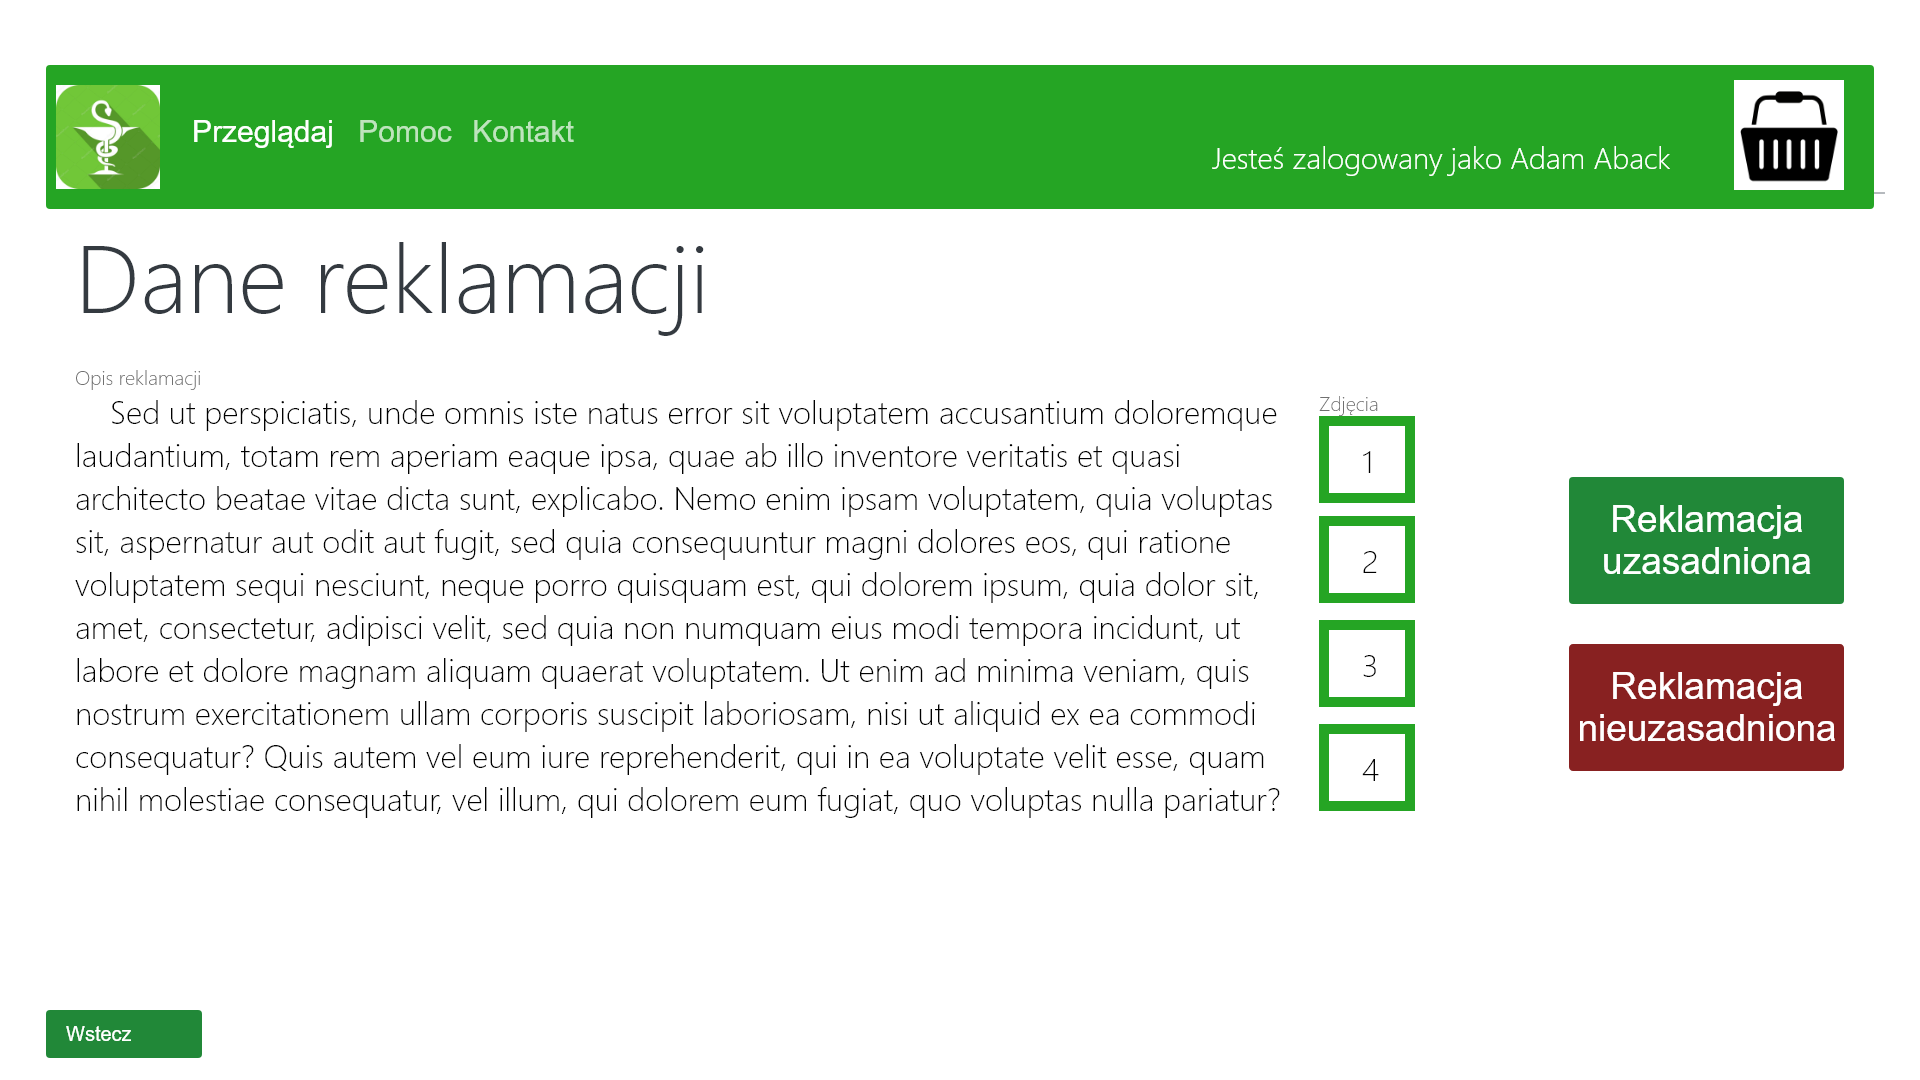 Przeglądaj Pomoc Kontakt
Jesteś zalogowany jako Adam Aback
Dane reklamacji
Opis reklamacji
Sed ut perspiciatis, unde omnis iste natus error sit voluptatem accusantium doloremque
laudantium, totam rem aperiam eaque ipsa, quae ab illo inventore veritatis et quasi
architecto beatae vitae dicta sunt, explicabo. Nemo enim ipsam voluptatem, quia voluptas
sit, aspernatur aut odit aut fugit, sed quia consequuntur magni dolores eos, qui ratione
voluptatem sequi nesciunt, neque porro quisquam est, qui dolorem ipsum, quia dolor sit,
amet, consectetur, adipisci velit, sed quia non numquam eius modi tempora incidunt, ut
labore et dolore magnam aliquam quaerat voluptatem. Ut enim ad minima veniam, quis
nostrum exercitationem ullam corporis suscipit laboriosam, nisi ut aliquid ex ea commodi
consequatur? Quis autem vel eum iure reprehenderit, qui in ea voluptate velit esse, quam
nihil molestiae consequatur, vel illum, qui dolorem eum fugiat, quo voluptas nulla pariatur?
Zdjęcia
1
2
3
4
Reklamacja
uzasadniona
Reklamacja
nieuzasadniona
Wstecz